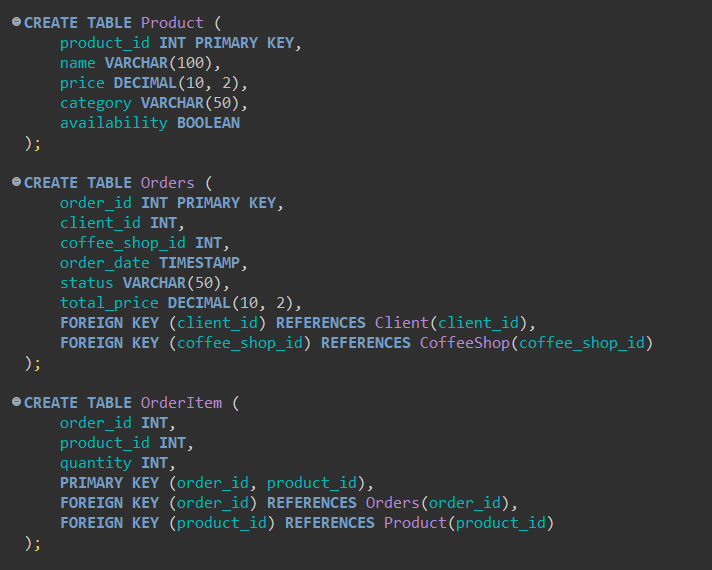 CREATE TABLE Product (
    product_id INT PRIMARY KEY,
    name VARCHAR(100),
    price DECIMAL(10, 2),
    category VARCHAR(50),
    availability BOOLEAN
);
CREATE TABLE Orders (
    order_id INT PRIMARY KEY,
    client_id INT,
    coffee_shop_id INT,
    order_date TIMESTAMP,
    status VARCHAR(50),
    total_price DECIMAL(10, 2),
    FOREIGN KEY (client_id) REFERENCES Client(client_id),
    FOREIGN KEY (coffee_shop_id) REFERENCES CoffeeShop(coffee_shop_id)
);
CREATE TABLE OrderItem (
    order_id INT,
    product_id INT,
    quantity INT,
    PRIMARY KEY (order_id, product_id),
    FOREIGN KEY (order_id) REFERENCES Orders(order_id),
    FOREIGN KEY (product_id) REFERENCES Product(product_id)
);